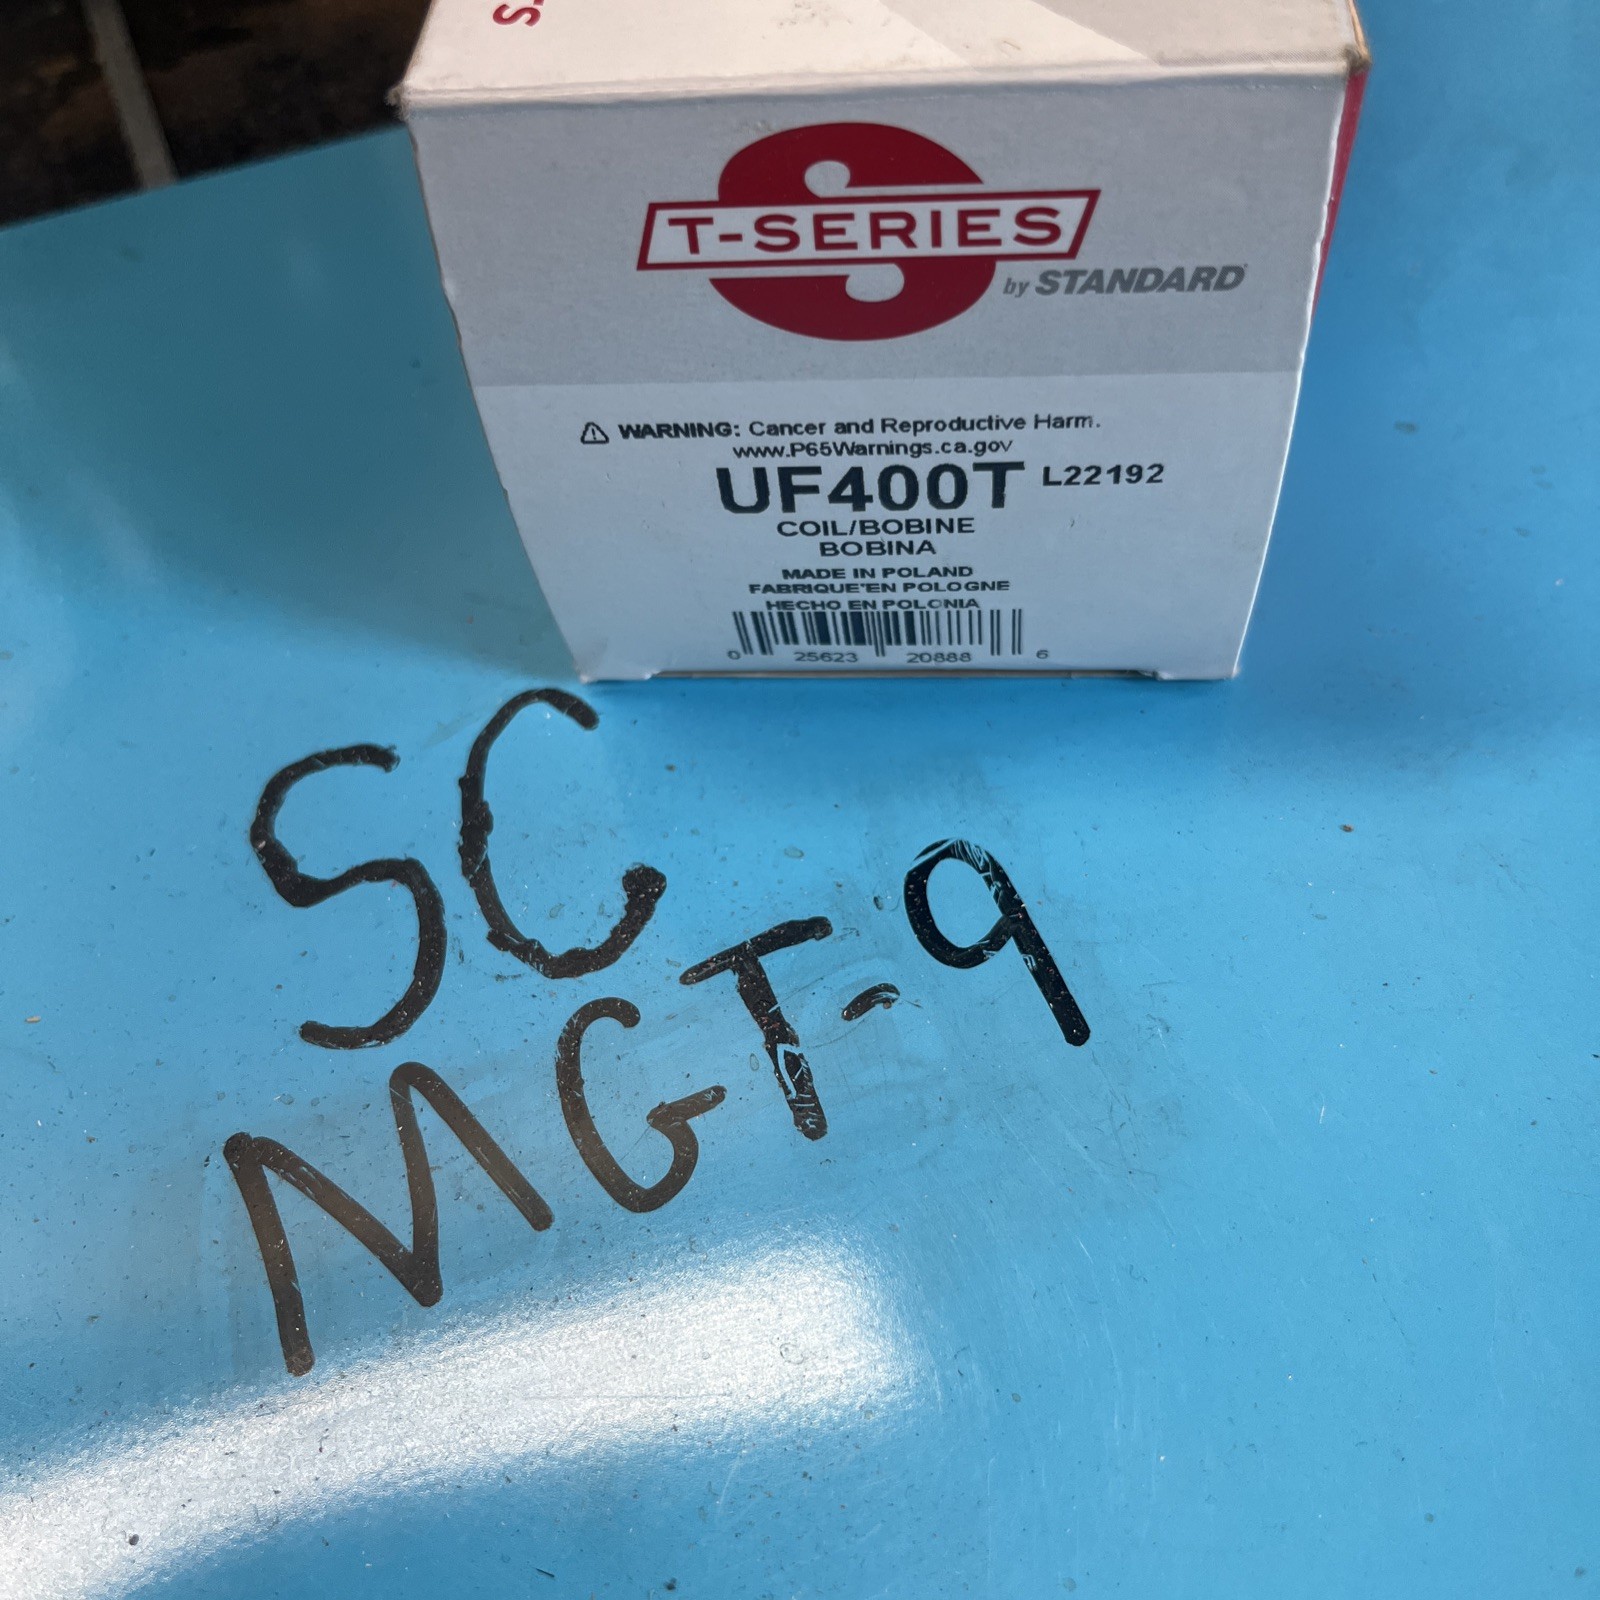 T-SERIES
by STANDARD
WARNING: Cancer and Reproductive Harm.
www.P65Warnings.ca.gov
UF400T L22192
COIL/BOBINE
BOBINA
MADE IN POLAND
FABRIQUE'EN POLOGNE
HECHO EN POLONIA
0 25623 20888 6
SC
MGT-9